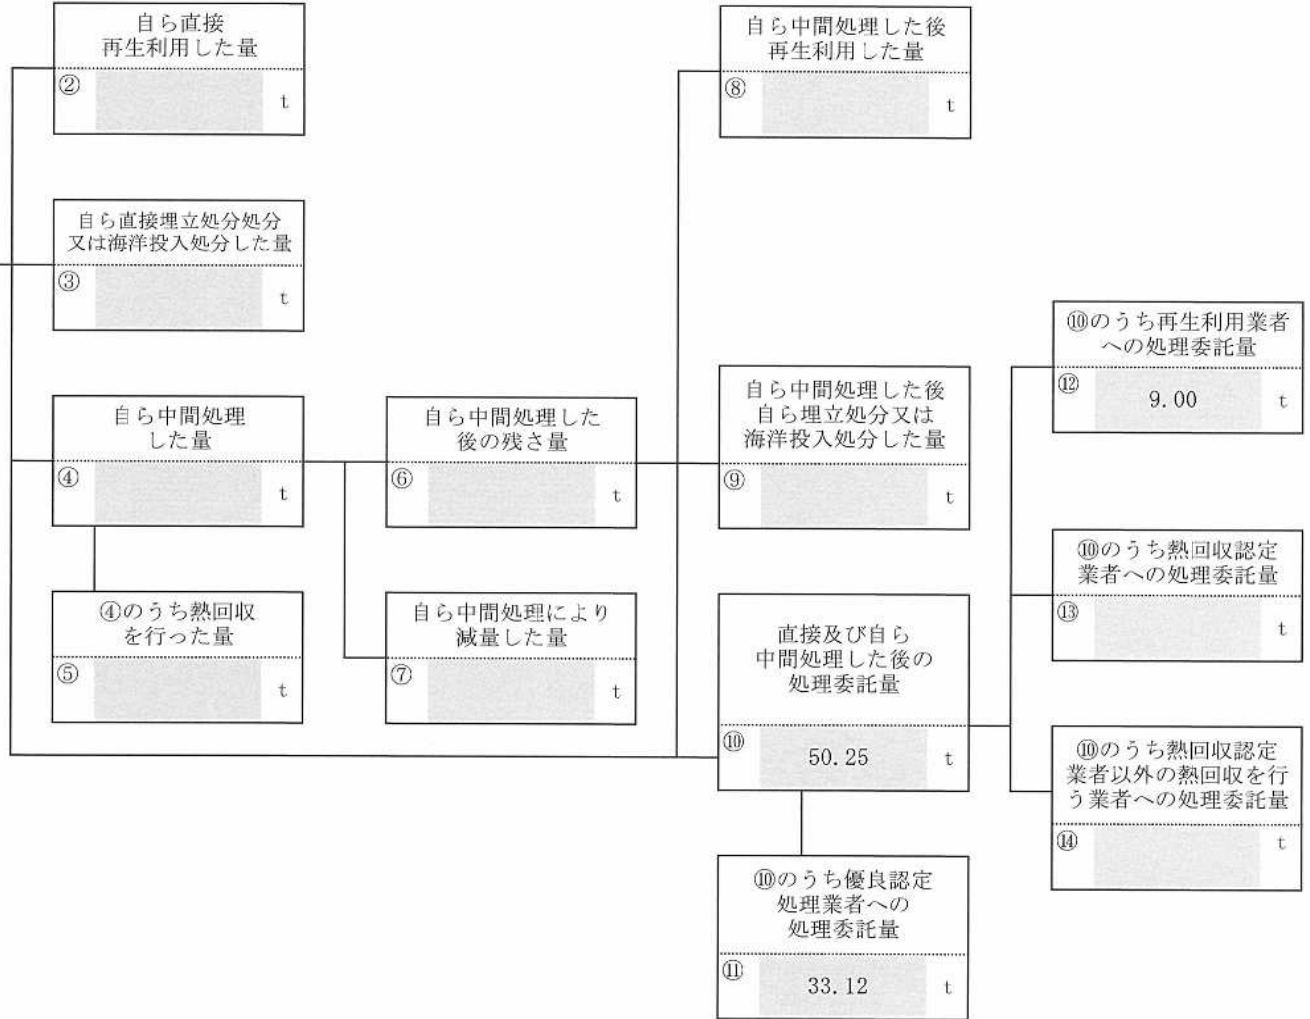 自ら直接
再生利用した量
②
t
自ら直接埋立処分処分
又は海洋投入処分した量
③
t
自ら中間処理
した量
④
t
④のうち熱回収
を行った量
⑤
t
自ら中間処理した
後の残さ量
⑥
t
自ら中間処理により
減量した量
⑦
t
自ら中間処理した後
再生利用した量
⑧
t
自ら中間処理した後
自ら埋立処分又は
海洋投入処分した量
⑨
t
直接及び自ら
中間処理した後の
処理委託量
⑩ 50.25 t
⑩のうち優良認定
処理業者への
処理委託量
⑪ 33.12 t
⑩のうち再生利用業者
への処理委託量
⑫ 9.00 t
⑩のうち熱回収認定
業者への処理委託量
⑬
t
⑩のうち熱回収認定
業者以外の熱回収を行
う業者への処理委託量
⑭
t